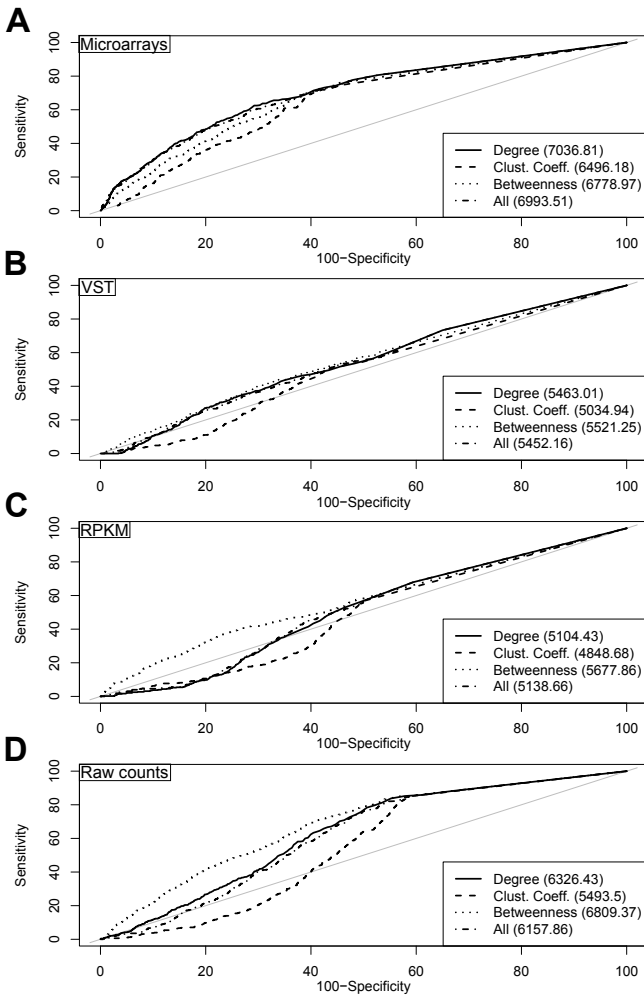 A
Microarrays
Sensitivity
0 20 40 60 80 100
Degree (7036.81)
Clust. Coeff. (6496.18)
Betweenness (6778.97)
All (6993.51)
0 20 40 60 80 100
100−Specificity
B
VST
Sensitivity
0 20 40 60 80 100
Degree (5463.01)
Clust. Coeff. (5034.94)
Betweenness (5521.25)
All (5452.16)
0 20 40 60 80 100
100−Specificity
C
RPKM
Sensitivity
0 20 40 60 80 100
Degree (5104.43)
Clust. Coeff. (4848.68)
Betweenness (5677.86)
All (5138.66)
0 20 40 60 80 100
100−Specificity
D
Raw counts
Sensitivity
0 20 40 60 80 100
Degree (6326.43)
Clust. Coeff. (5493.5)
Betweenness (6809.37)
All (6157.86)
0 20 40 60 80 100
100−Specificity